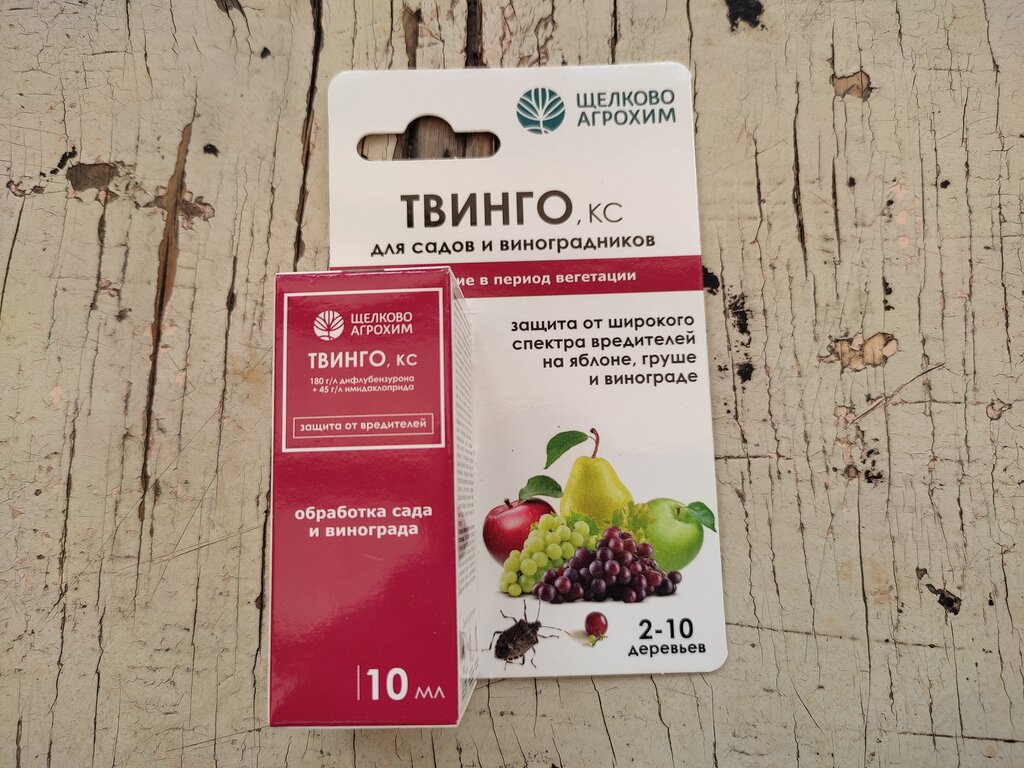 ЩЕЛКОВО
АГРОХИМ
ТВИНГО, КС
для садов и виноградников
в период вегетации
защита от широкого
спектра вредителей
на яблоне, груше
и винограде
2-10
деревьев
ЩЕЛКОВО
АГРОХИМ
ТВИНГО, КС
180 г/л дифлубензурона
+ 45 г/л имидаклоприда
защита от вредителей
обработка сада
и винограда
10 мл